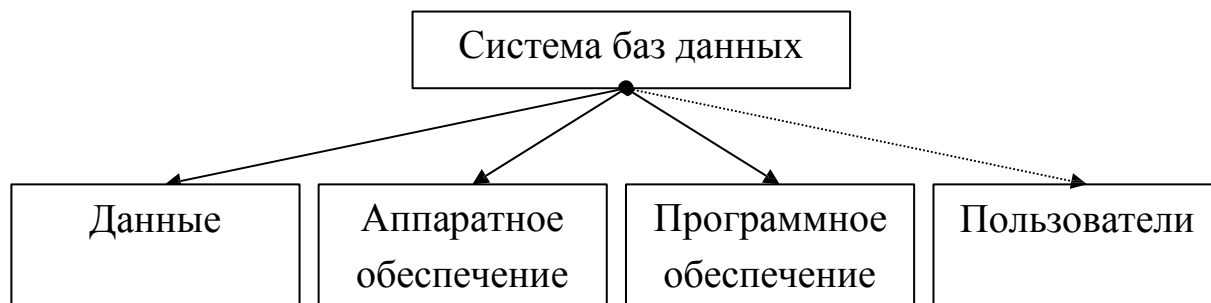 Система баз данных
Данные
Аппаратное
обеспечение
Программное
обеспечение
Пользователи